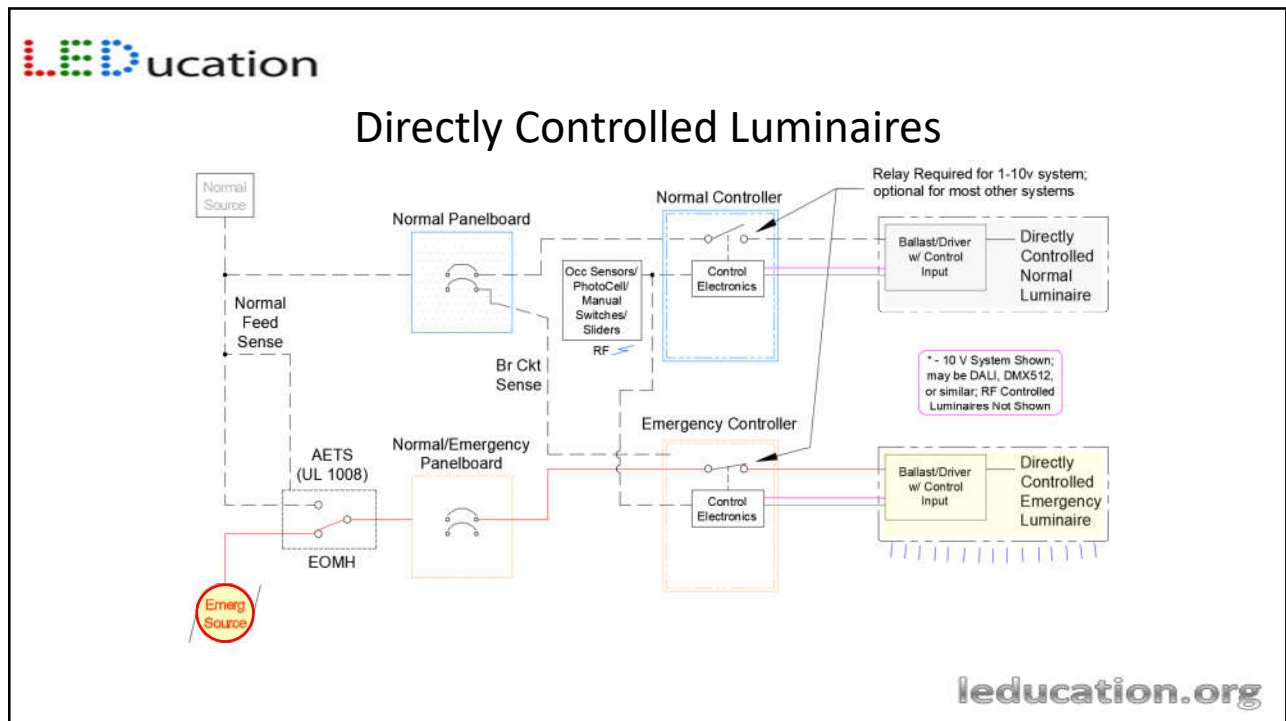 LEDucation
Directly Controlled Luminaires
Normal
Source
Normal Panelboard
Normal Controller
Relay Required for 1-10v system;
optional for most other systems
Normal
Feed
Sense
Occ Sensors/
PhotoCell/
Manual
Switches/
Sliders
RF
Control
Electronics
Ballast/Driver
w/ Control
Input
Directly
Controlled
Normal
Luminaire
Br Ckt
Sense
* - 10 V System Shown;
may be DALI, DMX512,
or similar; RF Controlled
Luminaires Not Shown
AETS
(UL 1008)
EOMH
Normal/Emergency
Panelboard
Emergency Controller
Control
Electronics
Ballast/Driver
w/ Control
Input
Directly
Controlled
Emergency
Luminaire
Emerg
Source
leducation.org